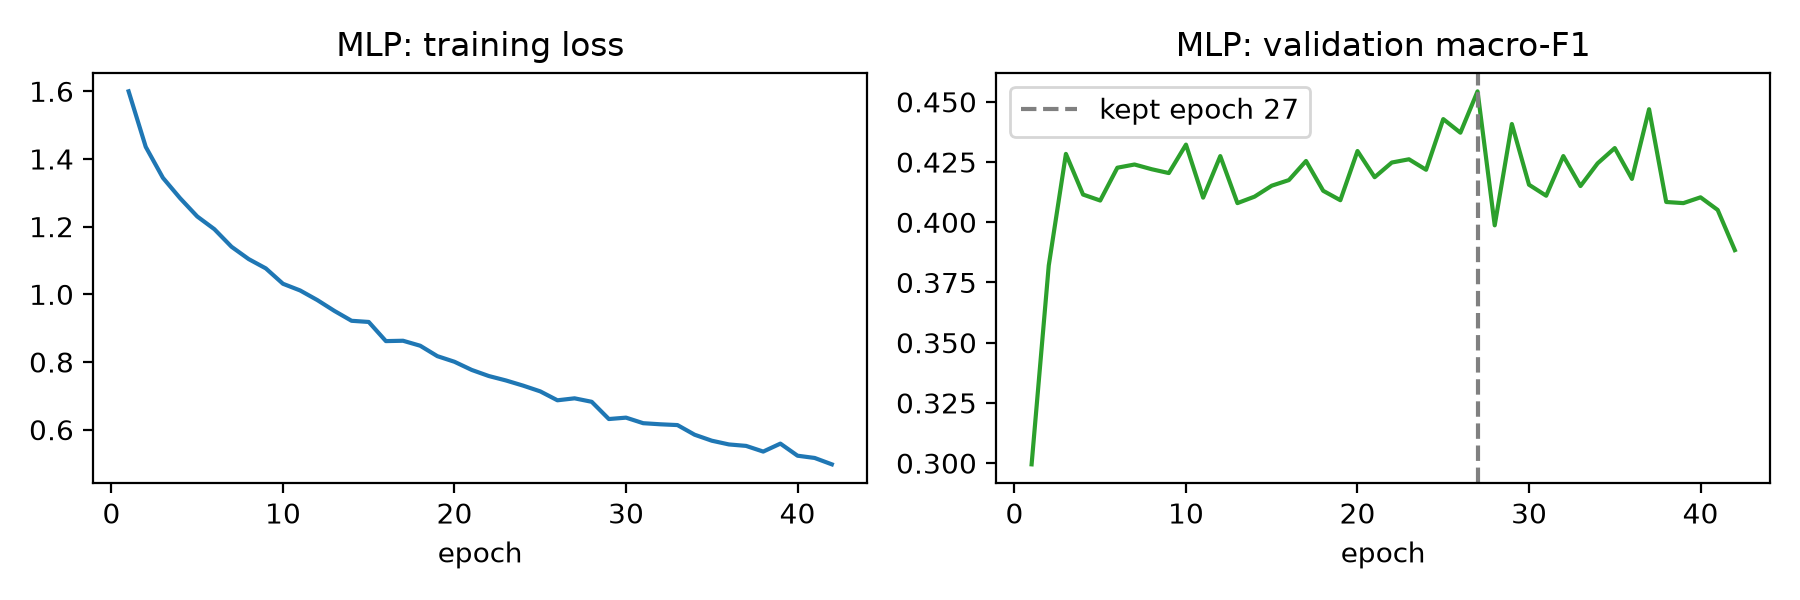 MLP: training loss
1.6
1.4
1.2
1.0
0.8
0.6
0 10 20 30 40
epoch
MLP: validation macro-F1
kept epoch 27
0.450
0.425
0.400
0.375
0.350
0.325
0.300
0 10 20 30 40
epoch